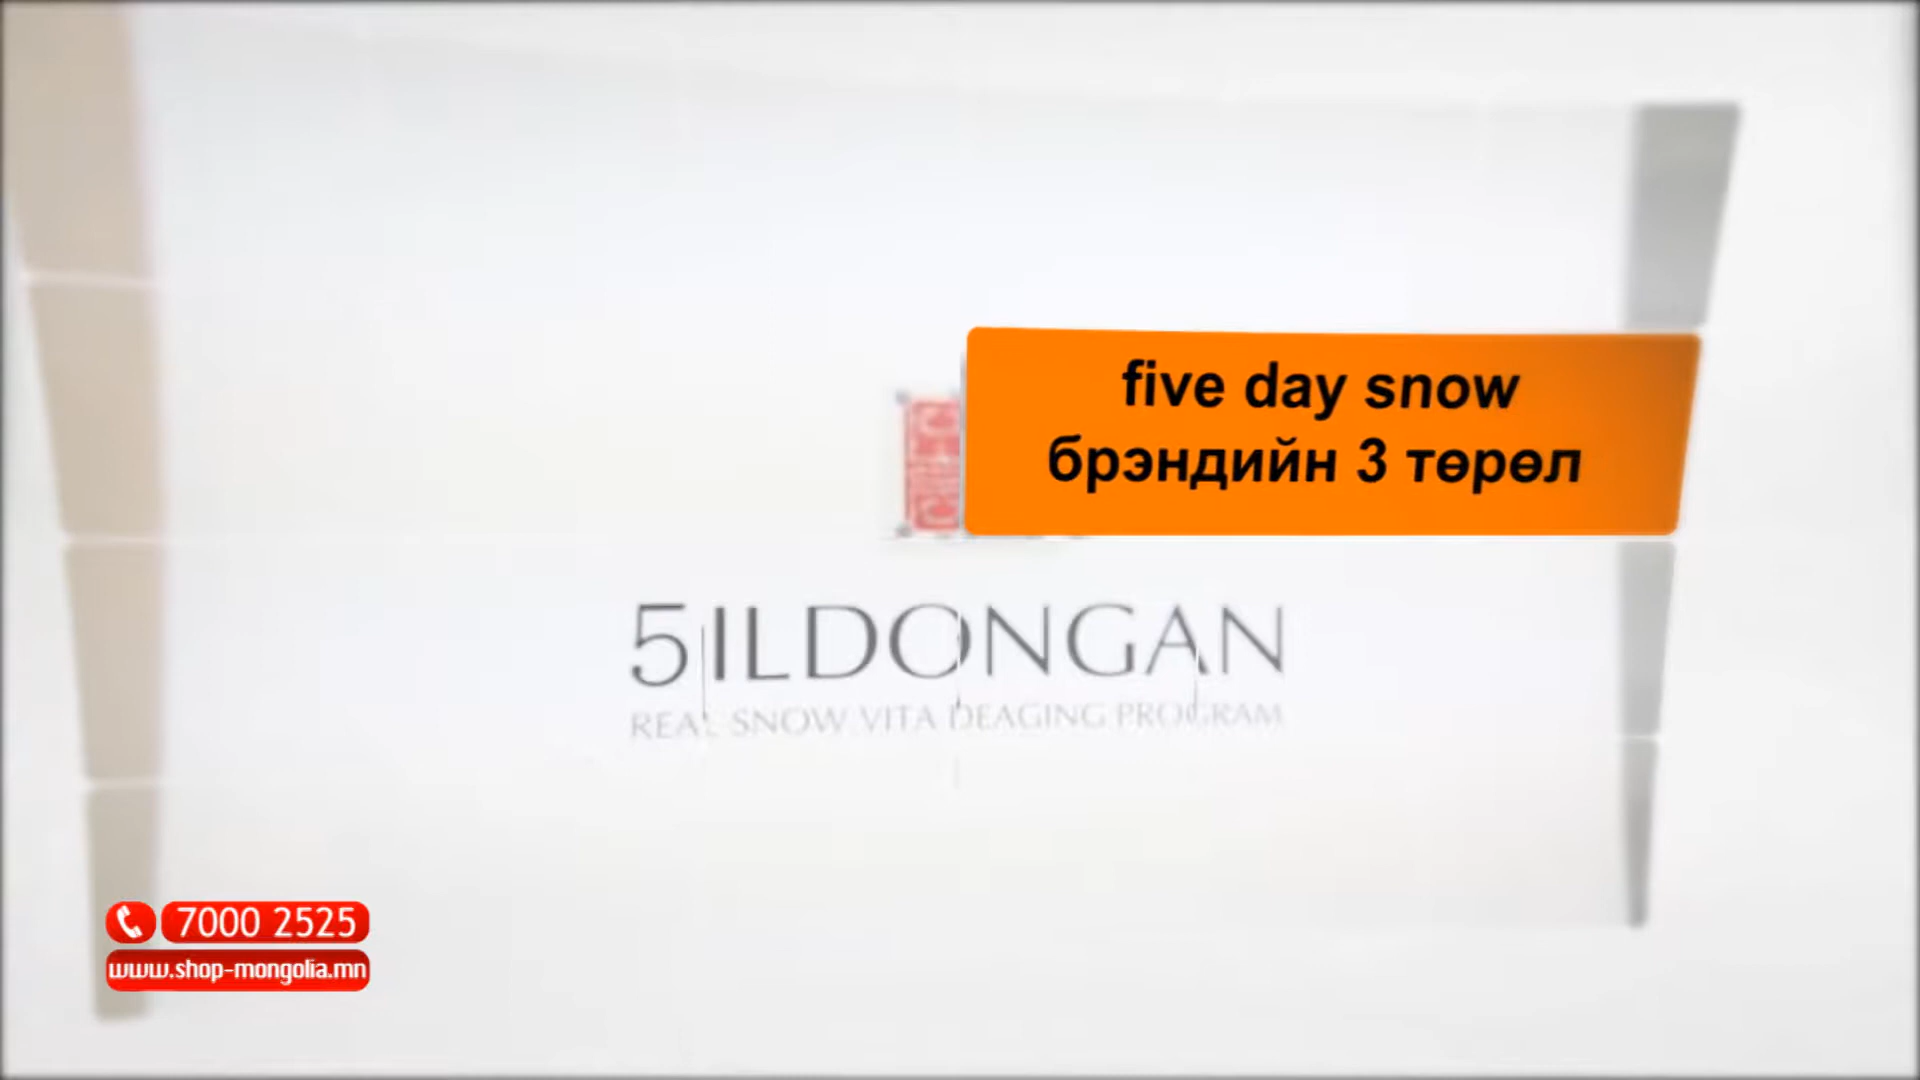 five day snow
брэндийн 3 төрөл
5ILDONGAN
REAL SNOW VITA DEAGING PROGRAM
7000 2525
www.shop-mongolia.mn